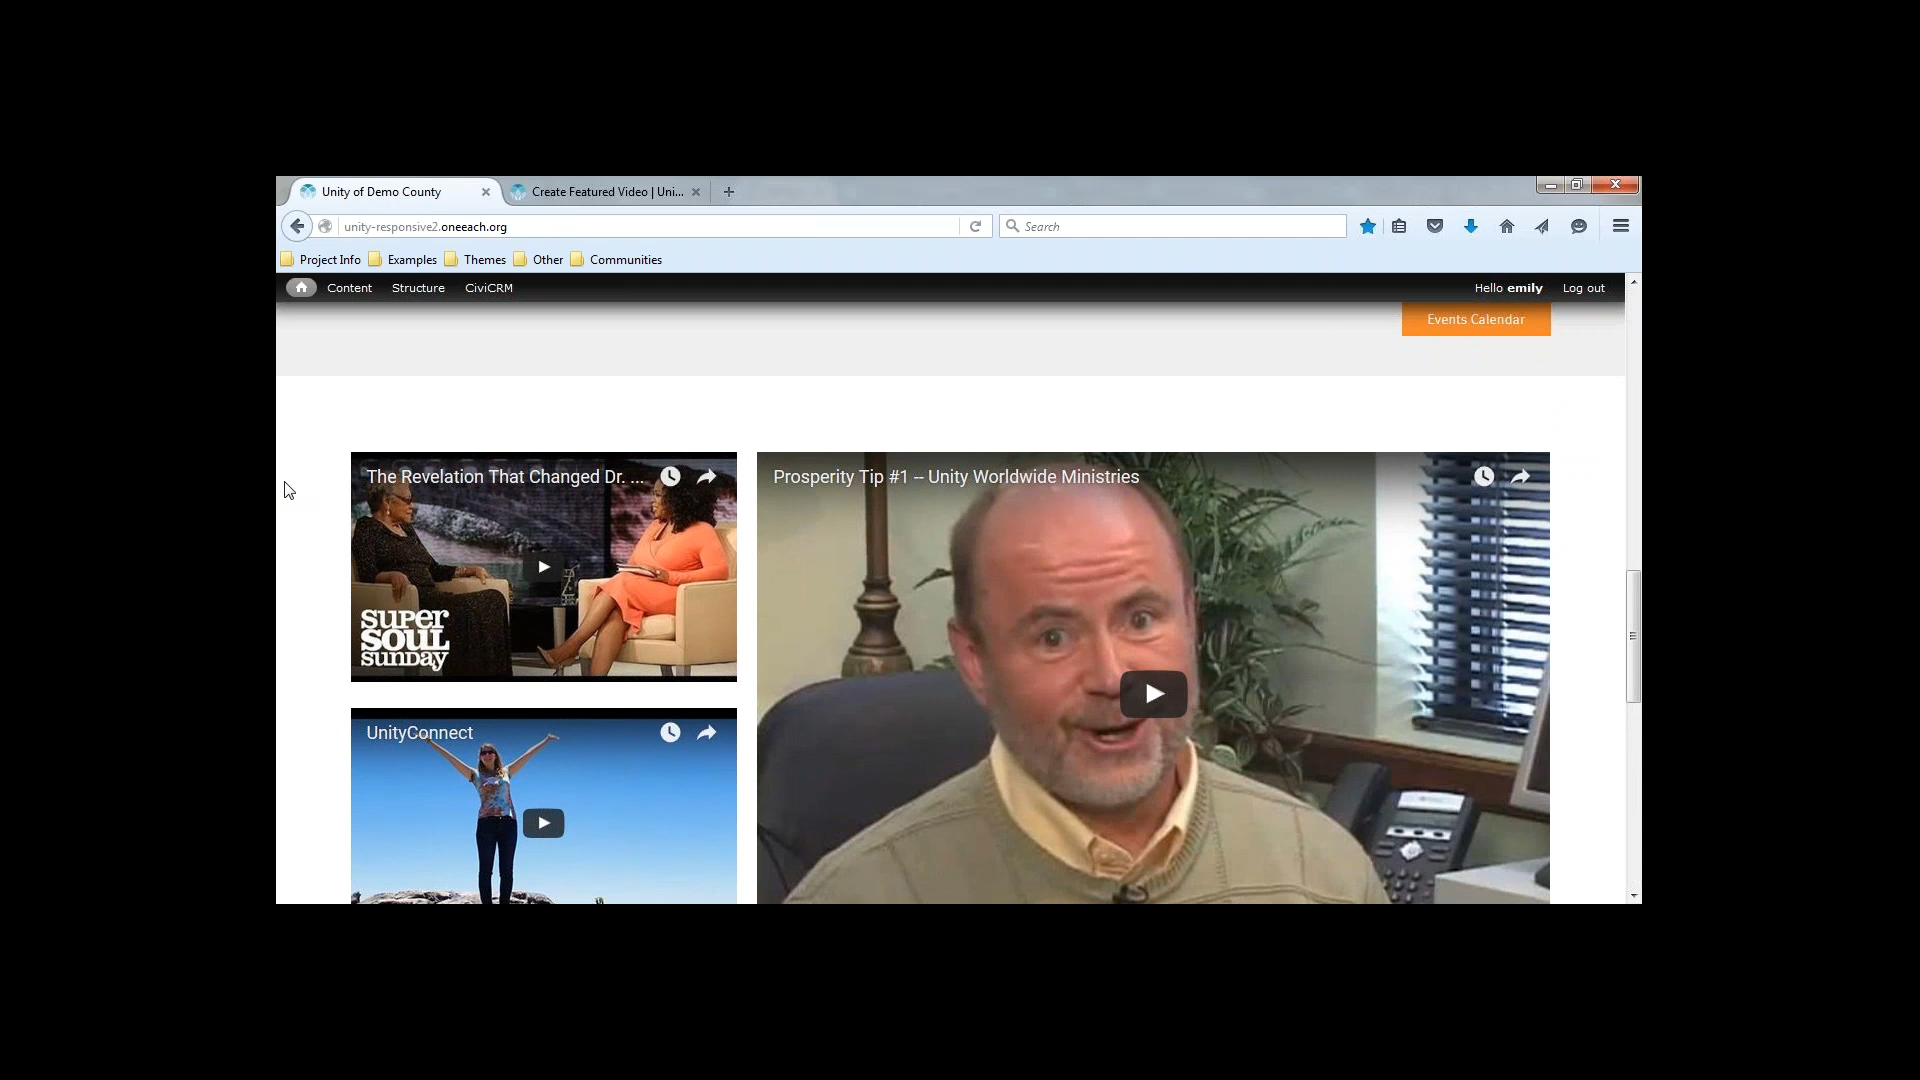 Unity of Demo County
Create Featured Video | Uni...
unity-responsive2.oneeach.org
Search
Project Info
Examples
Themes
Other
Communities
Content
Structure
CiviCRM
Hello emily
Log out
Events Calendar
The Revelation That Changed Dr. ...
SUPER
SOUL
SUNDAY
Prosperity Tip #1 -- Unity Worldwide Ministries
UnityConnect